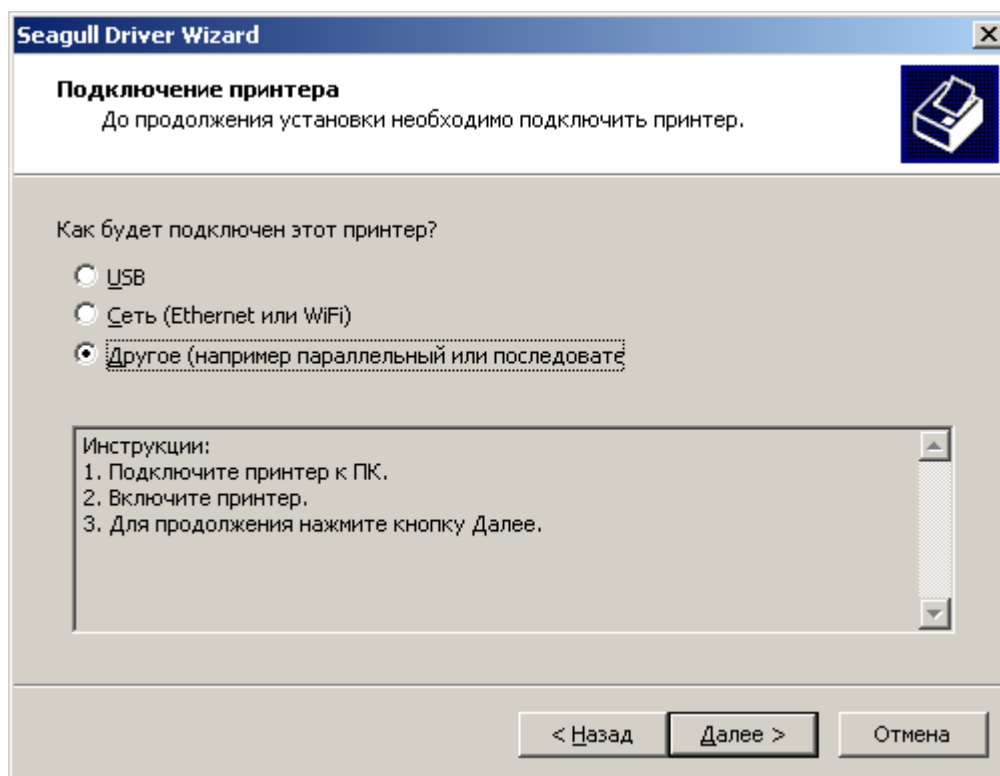 Seagull Driver Wizard
Подключение принтера
До продолжения установки необходимо подключить принтер.
Как будет подключен этот принтер?
USB
Сеть (Ethernet или WiFi)
Другое (например параллельный или последовате
Инструкции:
1. Подключите принтер к ПК.
2. Включите принтер.
3. Для продолжения нажмите кнопку Далее.
< Назад Далее > Отмена